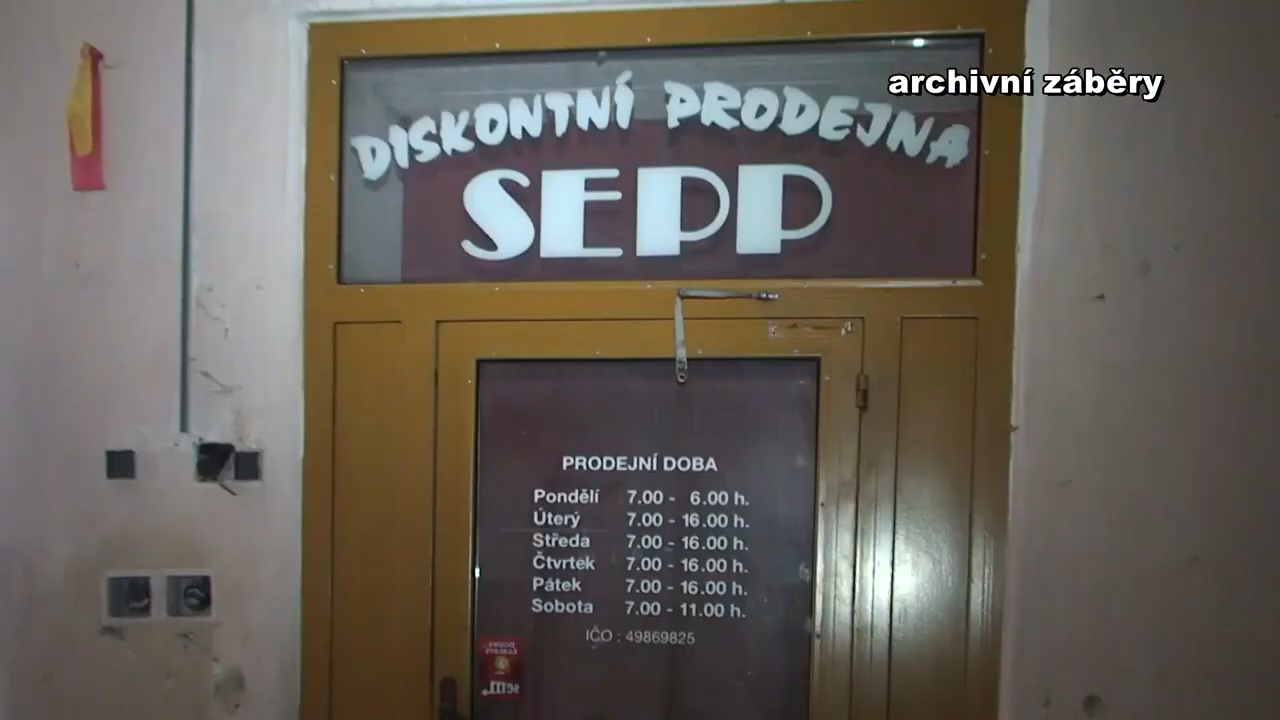 archivní záběry
DISKONTNÍ PRODEJNA
SEPP
PRODEJNÍ DOBA
Pondělí 7.00 - 6.00 h.
Úterý 7.00 - 16.00 h.
Středa 7.00 - 16.00 h.
Čtvrtek 7.00 - 16.00 h.
Pátek 7.00 - 16.00 h.
Sobota 7.00 - 11.00 h.
IČO : 49869825